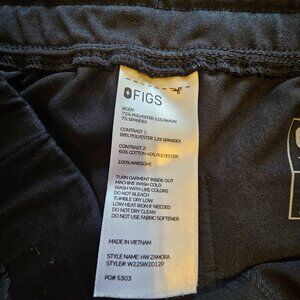 FIGS
BODY:
72% POLYESTER 21% RAYON
7% SPANDEX
CONTRAST 1:
88% POLYESTER 12% SPANDEX
CONTRAST 2:
60% COTTON 40% POLYESTER
100% AWESOME
TURN GARMENT INSIDE OUT
MACHINE WASH COLD
WASH WITH LIKE COLORS
DO NOT BLEACH
TUMBLE DRY LOW
LOW HEAT IRON IF NEEDED
DO NOT DRY CLEAN
DO NOT USE FABRIC SOFTENER
MADE IN VIETNAM
STYLE NAME: HW ZAMORA
STYLE#: W22SW2012P
PO# 5303